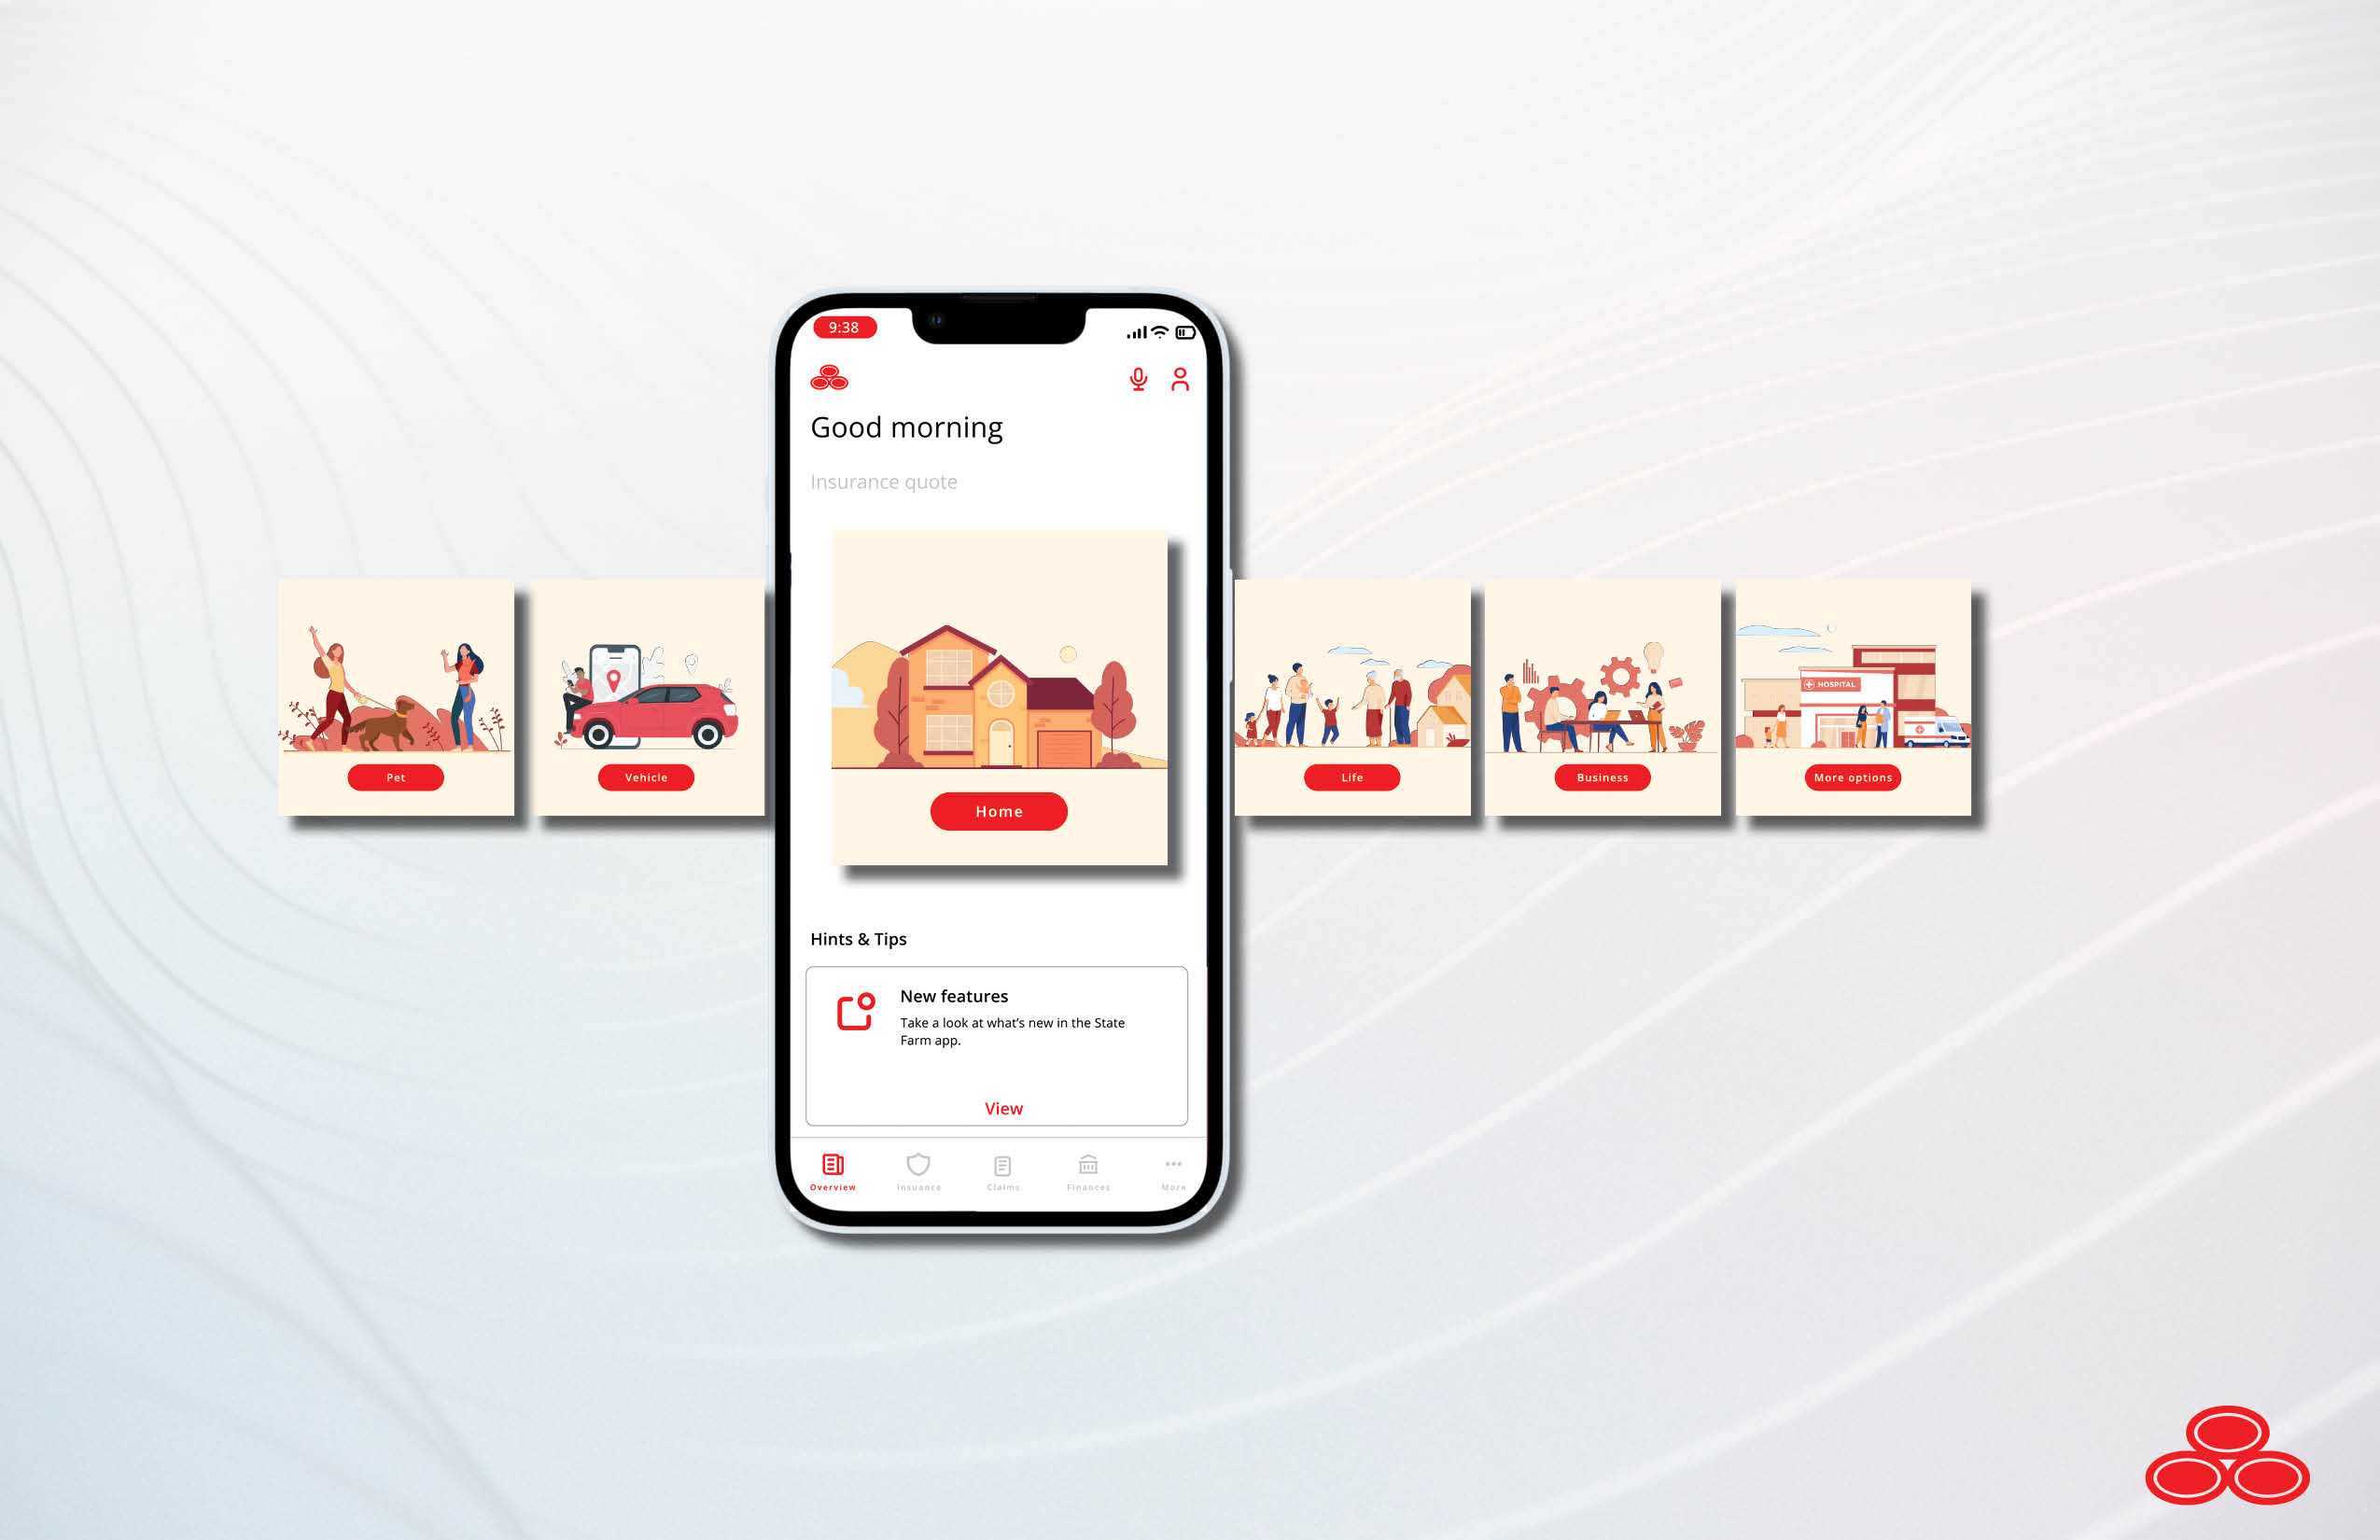 9:38
Good morning
Insurance quote
HOSPITAL
Pet
Vehicle
Home
Life
Business
More options
Hints & Tips
New features
Take a look at what's new in the State
Farm app.
View
Overview
Insuance
Claims
Finances
More